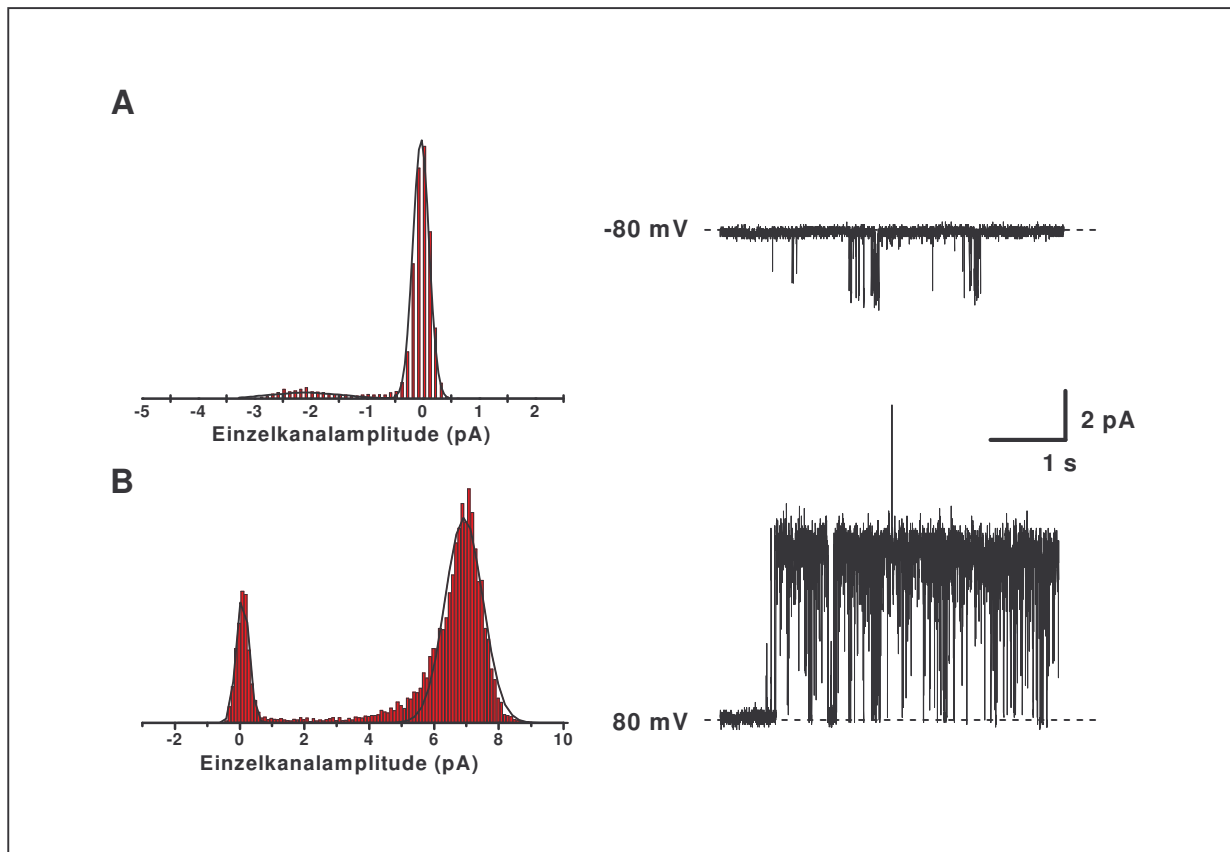 A
-80 mV
-5 -4 -3 -2 -1 0 1 2
Einzelkanalamplitude (pA)
2 pA
1 s
B
80 mV
-2 0 2 4 6 8 10
Einzelkanalamplitude (pA)